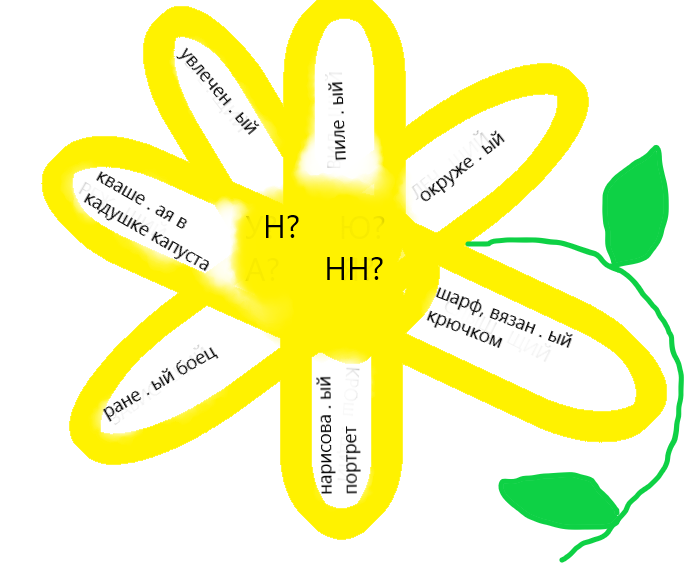 увлечен . ый
пиле . ый
окруже . ый
кваше . ая в
кадушке капуста
Н?
НН?
шарф, вязан . ый
крючком
ране . ый боец
нарисова . ый
портрет